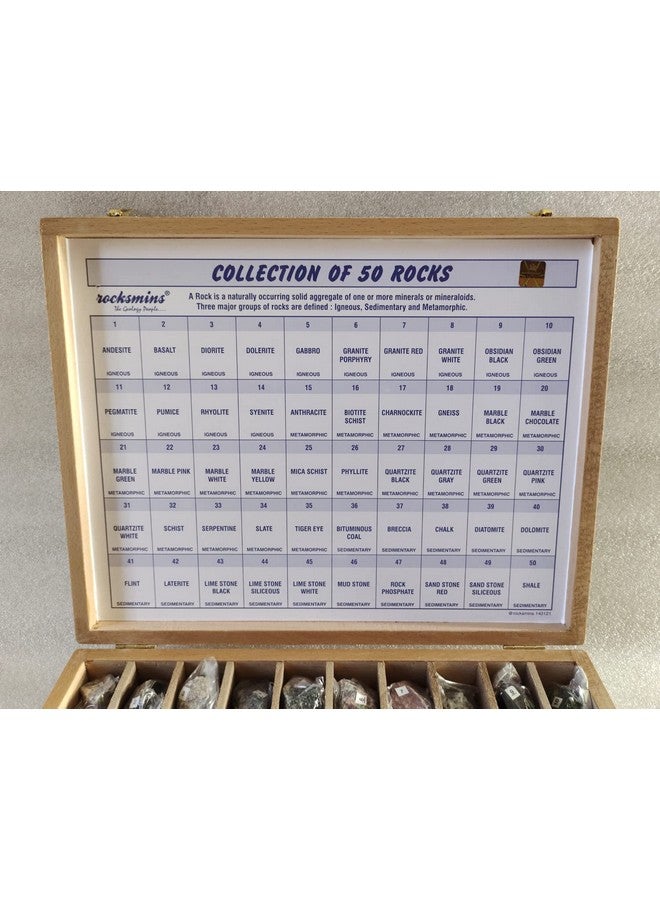 COLLECTION OF 50 ROCKS
rocksmins®
The Geology People.....
A Rock is a naturally occurring solid aggregate of one or more minerals or mineraloids.
Three major groups of rocks are defined : Igneous, Sedimentary and Metamorphic.
1 2 3 4 5 6 7 8 9 10
ANDESITE BASALT DIORITE DOLERITE GABBRO GRANITE PORPHYRY GRANITE RED GRANITE WHITE OBSIDIAN BLACK OBSIDIAN GREEN
IGNEOUS IGNEOUS IGNEOUS IGNEOUS IGNEOUS IGNEOUS IGNEOUS IGNEOUS IGNEOUS IGNEOUS
11 12 13 14 15 16 17 18 19 20
PEGMATITE PUMICE RHYOLITE SYENITE ANTHRACITE BIOTITE SCHIST CHARNOCKITE GNEISS MARBLE BLACK MARBLE CHOCOLATE
IGNEOUS IGNEOUS IGNEOUS IGNEOUS METAMORPHIC METAMORPHIC METAMORPHIC METAMORPHIC METAMORPHIC METAMORPHIC
21 22 23 24 25 26 27 28 29 30
MARBLE GREEN MARBLE PINK MARBLE WHITE MARBLE YELLOW MICA SCHIST PHYLLITE QUARTZITE BLACK QUARTZITE GRAY QUARTZITE GREEN QUARTZITE PINK
METAMORPHIC METAMORPHIC METAMORPHIC METAMORPHIC METAMORPHIC METAMORPHIC METAMORPHIC METAMORPHIC METAMORPHIC METAMORPHIC
31 32 33 34 35 36 37 38 39 40
QUARTZITE WHITE SCHIST SERPENTINE SLATE TIGER EYE BITUMINOUS COAL BRECCIA CHALK DIATOMITE DOLOMITE
METAMORPHIC METAMORPHIC METAMORPHIC METAMORPHIC METAMORPHIC SEDIMENTARY SEDIMENTARY SEDIMENTARY SEDIMENTARY SEDIMENTARY
41 42 43 44 45 46 47 48 49 50
FLINT LATERITE LIME STONE BLACK LIME STONE SILICEOUS LIME STONE WHITE MUD STONE ROCK PHOSPHATE SAND STONE RED SAND STONE SILICEOUS SHALE
SEDIMENTARY SEDIMENTARY SEDIMENTARY SEDIMENTARY SEDIMENTARY SEDIMENTARY SEDIMENTARY SEDIMENTARY SEDIMENTARY SEDIMENTARY